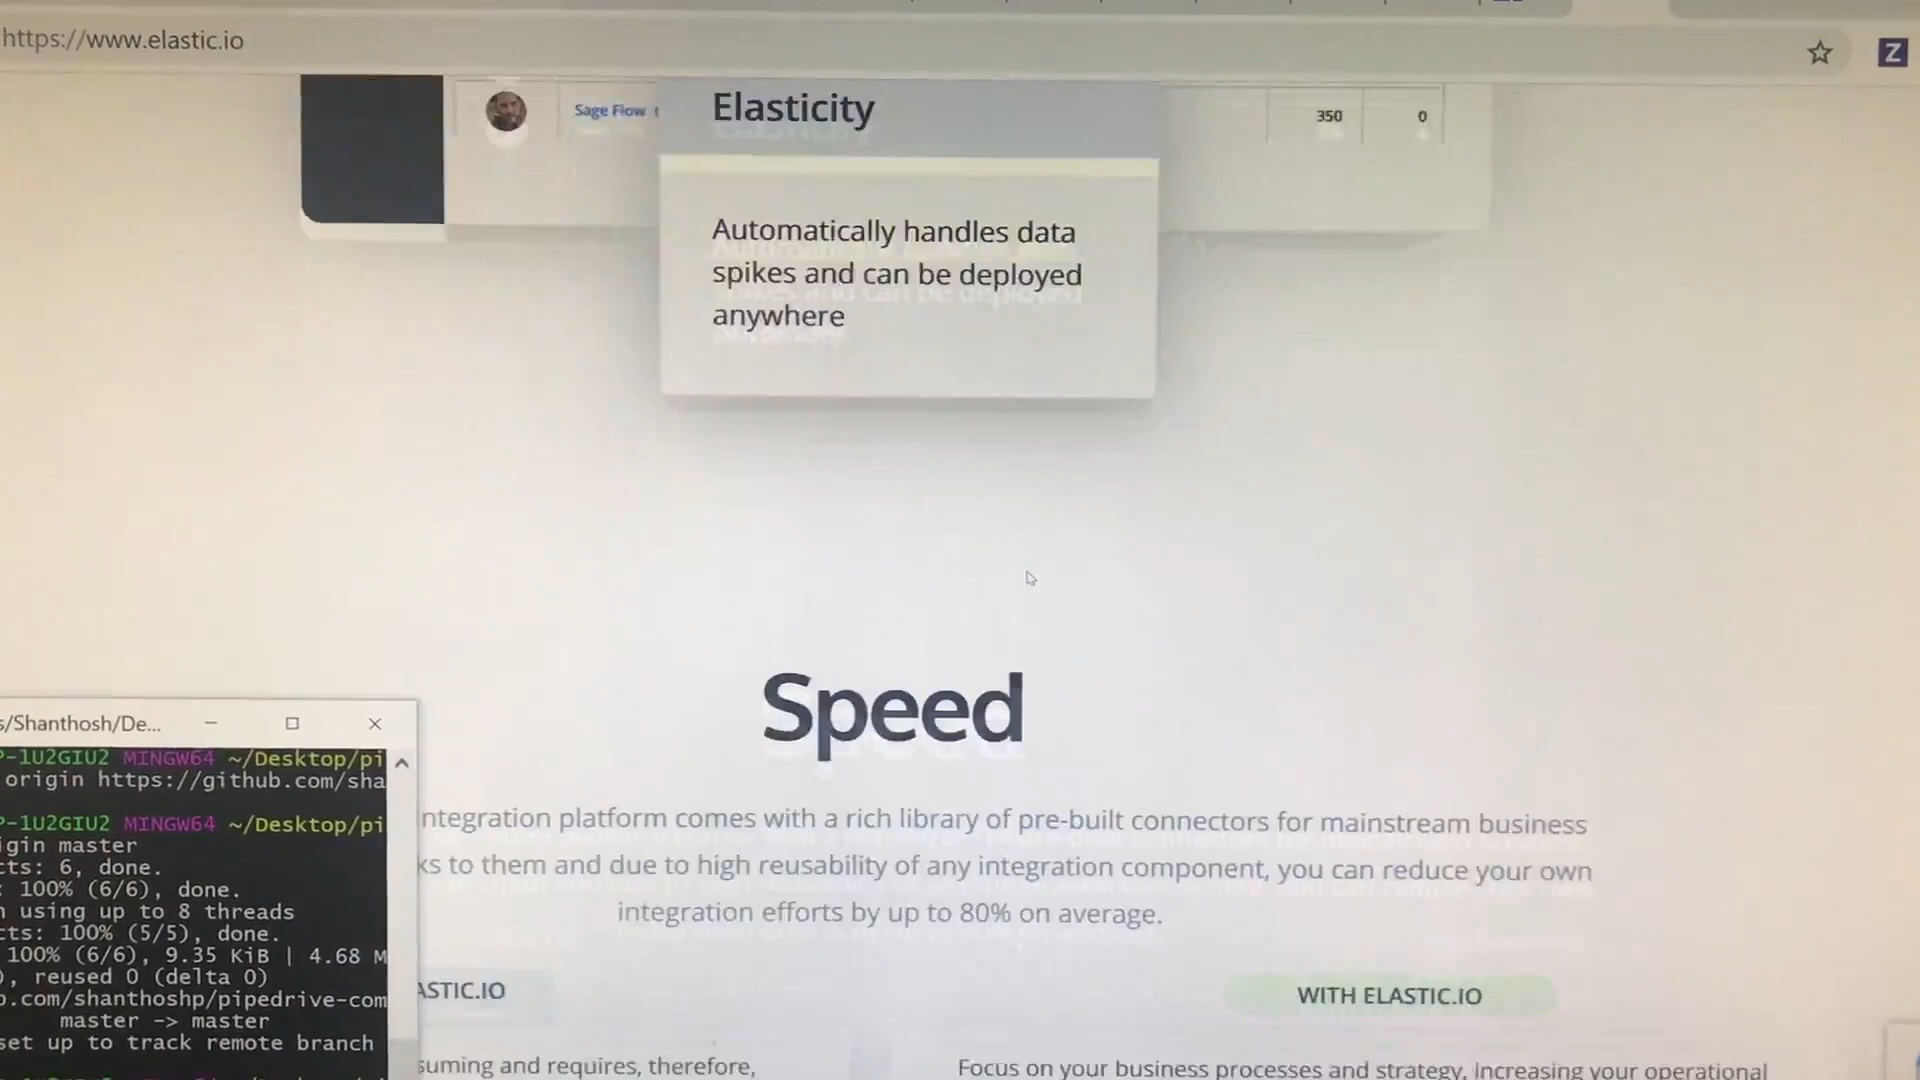 https://www.elastic.io
Z
Sage Flow
Elasticity
350
0
Automatically handles data
spikes and can be deployed
anywhere
Speed
ntegration platform comes with a rich library of pre-built connectors for mainstream business
ks to them and due to high reusability of any integration component, you can reduce your own
integration efforts by up to 80% on average.
ASTIC.IO
WITH ELASTIC.IO
suming and requires, therefore,
Focus on your business processes and strategy, increasing your operational
s/Shanthosh/De...
P-1U2GIU2 MINGW64 ~/Desktop/pi
origin https://github.com/sha
P-1U2GIU2 MINGW64 ~/Desktop/pi
igin master
cts: 6, done.
: 100% (6/6), done.
n using up to 8 threads
cts: 100% (5/5), done.
100% (6/6), 9.35 KiB | 4.68 M
), reused 0 (delta 0)
b.com/shanthoshp/pipedrive-com
master -> master
set up to track remote branch